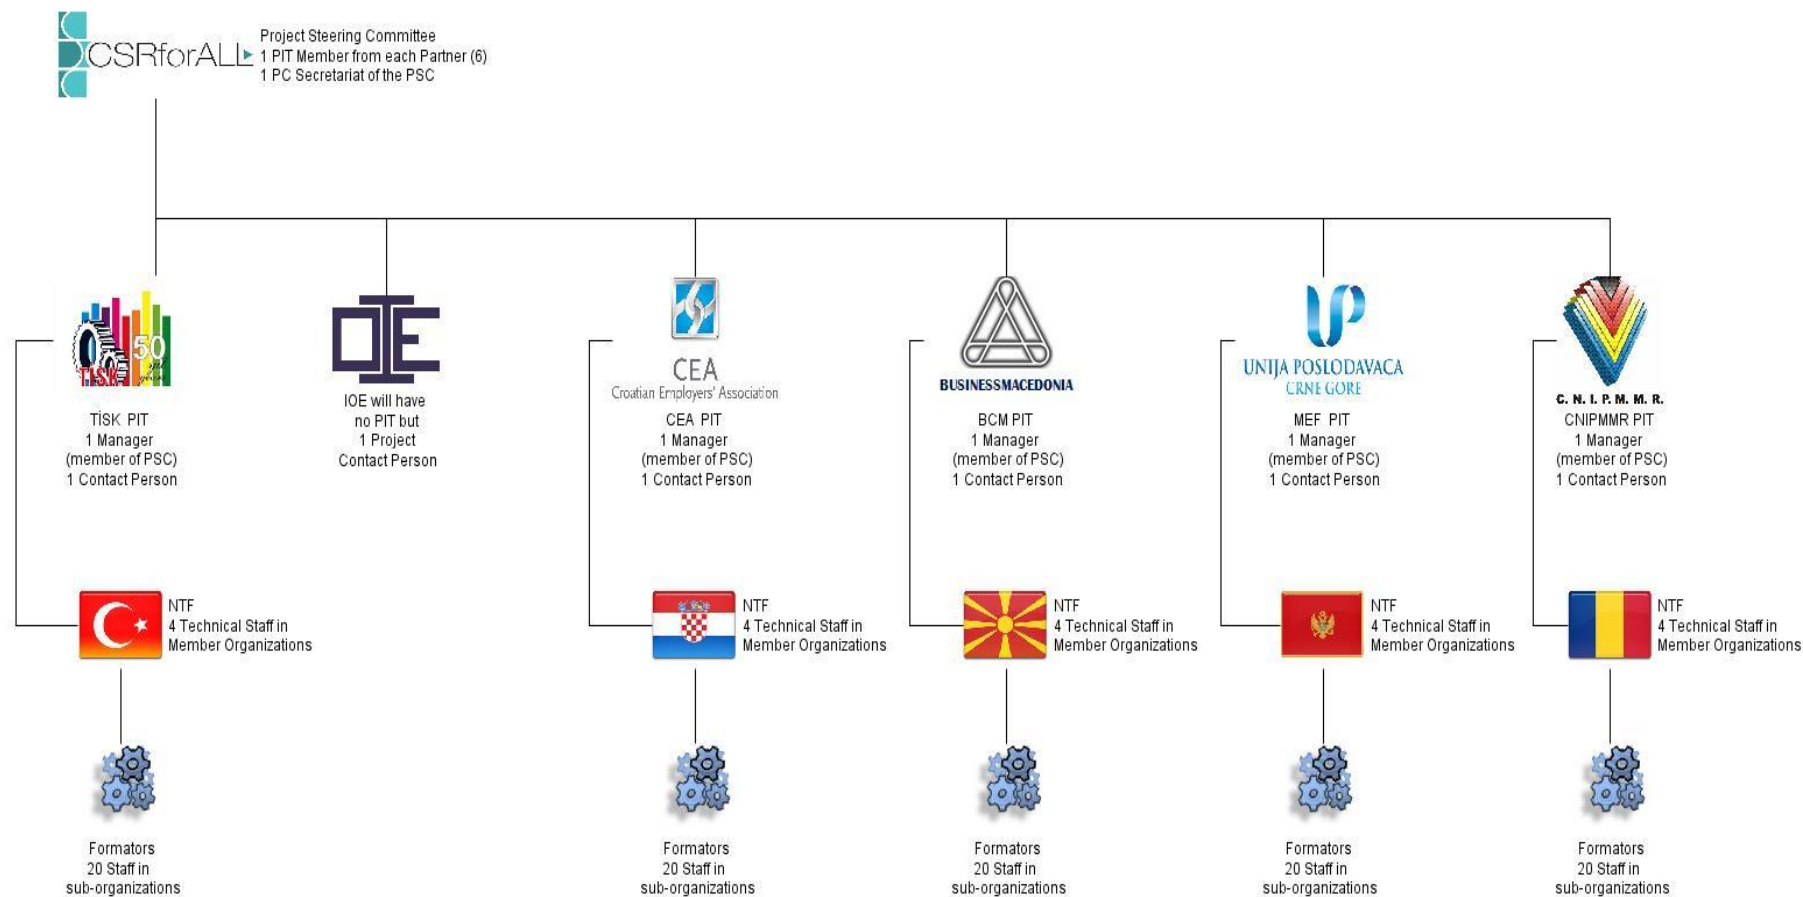 CSRforALL
Project Steering Committee
1 PIT Member from each Partner (6)
1 PC Secretariat of the PSC
50
TİSK
years
TİSK PIT
1 Manager
(member of PSC)
1 Contact Person
OIE
IOE will have
no PIT but
1 Project
Contact Person
CEA
Croatian Employers' Association
CEA PIT
1 Manager
(member of PSC)
1 Contact Person
BUSINESSMACEDONIA
BCM PIT
1 Manager
(member of PSC)
1 Contact Person
UNIJA POSLODAVACA
CRNE GORE
MEF PIT
1 Manager
(member of PSC)
1 Contact Person
C. N. I. P. M. M. R.
CNIPMMR PIT
1 Manager
(member of PSC)
1 Contact Person
NTF
4 Technical Staff in
Member Organizations
NTF
4 Technical Staff in
Member Organizations
NTF
4 Technical Staff in
Member Organizations
NTF
4 Technical Staff in
Member Organizations
NTF
4 Technical Staff in
Member Organizations
Formators
20 Staff in
sub-organizations
Formators
20 Staff in
sub-organizations
Formators
20 Staff in
sub-organizations
Formators
20 Staff in
sub-organizations
Formators
20 Staff in
sub-organizations